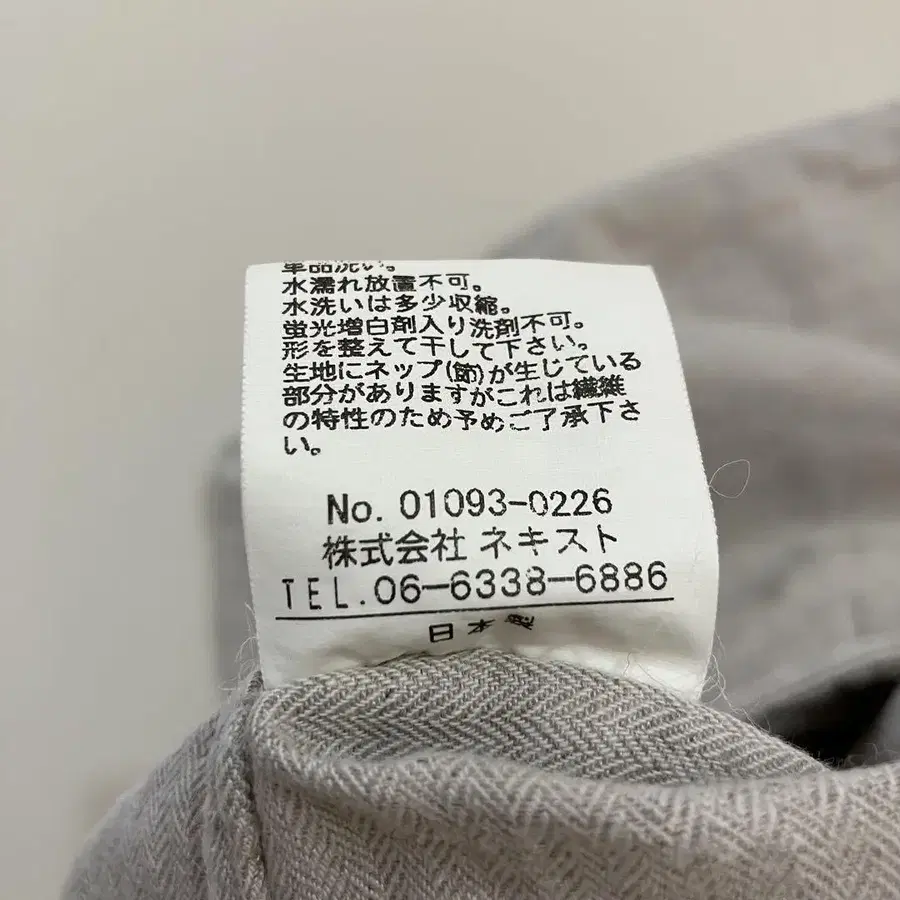 単品洗い。
水濡れ放置不可。
水洗いは多少収縮。
蛍光増白剤入り洗剤不可。
形を整えて干して下さい。
生地にネップ(節)が生じている
部分がありますがこれは繊維
の特性のため予めご了承下さ
い。
No. 01093-0226
株式会社 ネキスト
TEL.06-6338-6886
日本製